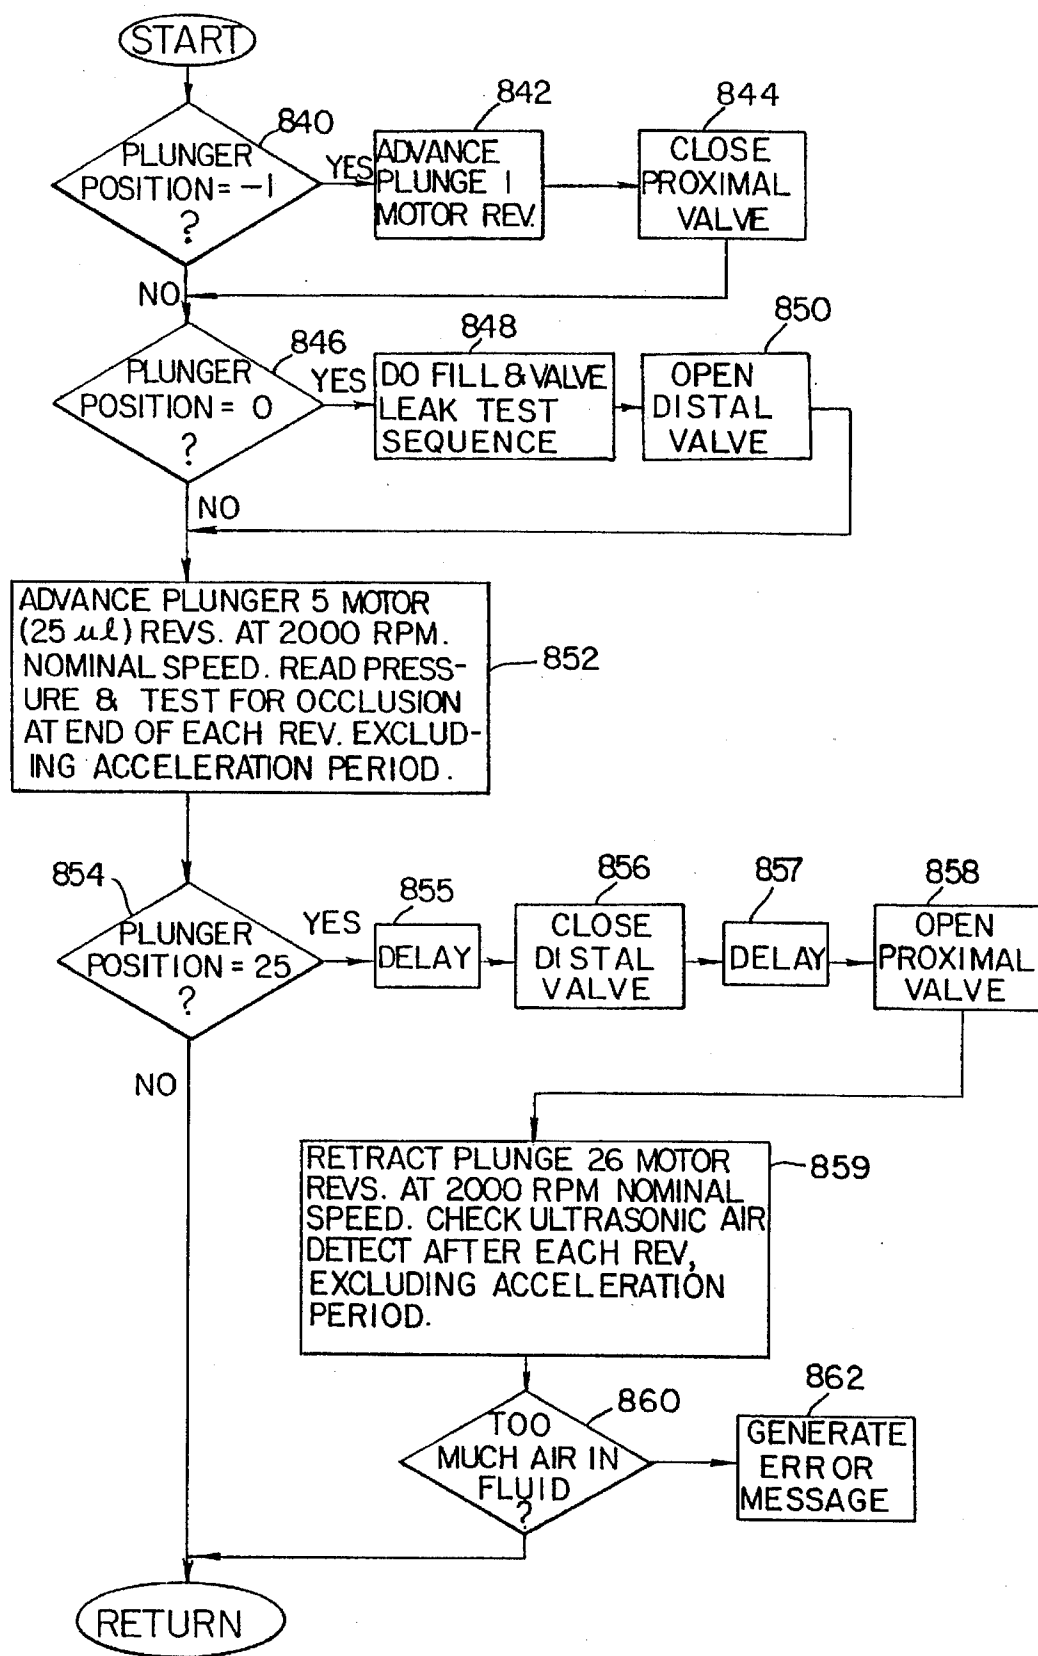 START
840
PLUNGER
POSITION = -1
?
YES
842
ADVANCE
PLUNGE 1
MOTOR REV.
844
CLOSE
PROXIMAL
VALVE
NO
846
PLUNGER
POSITION = 0
?
YES
848
DO FILL & VALVE
LEAK TEST
SEQUENCE
850
OPEN
DISTAL
VALVE
NO
ADVANCE PLUNGER 5 MOTOR
(25 µl) REVS. AT 2000 RPM.
NOMINAL SPEED. READ PRESS-
URE & TEST FOR OCCLUSION
AT END OF EACH REV. EXCLUD-
ING ACCELERATION PERIOD.
852
854
PLUNGER
POSITION = 25
?
YES
855
DELAY
856
CLOSE
DISTAL
VALVE
857
DELAY
858
OPEN
PROXIMAL
VALVE
NO
RETRACT PLUNGE 26 MOTOR
REVS. AT 2000 RPM NOMINAL
SPEED. CHECK ULTRASONIC AIR
DETECT AFTER EACH REV,
EXCLUDING ACCELERATION
PERIOD.
859
860
TOO
MUCH AIR IN
FLUID
?
862
GENERATE
ERROR
MESSAGE
RETURN